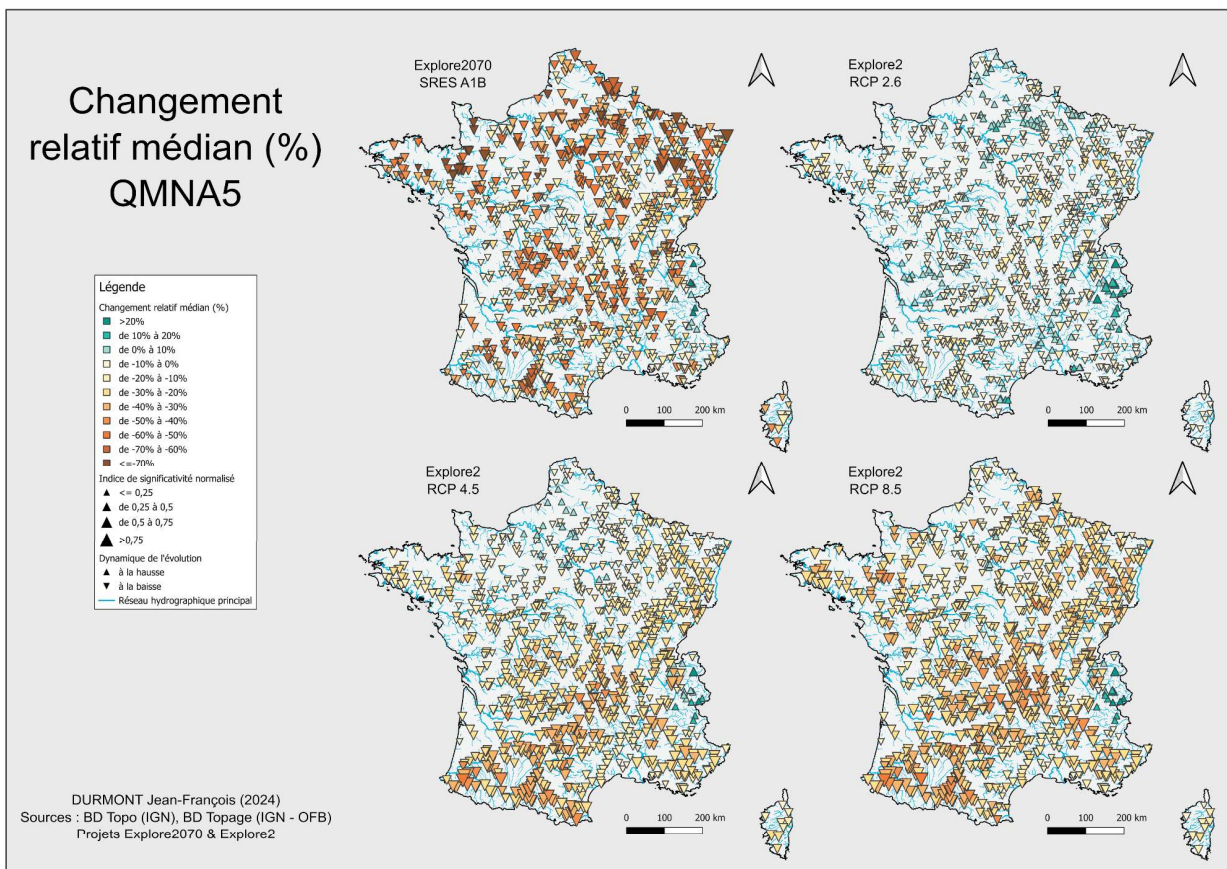 Changement
relatif médian (%)
QMNA5
Explore2070
SRES A1B
Explore2
RCP 2.6
0 100 200 km
0 100 200 km
Légende
Changement relatif médian (%)
>20%
de 10% à 20%
de 0% à 10%
de -10% à 0%
de -20% à -10%
de -30% à -20%
de -40% à -30%
de -50% à -40%
de -60% à -50%
de -70% à -60%
<=-70%
Indice de significativité normalisé
<= 0,25
de 0,25 à 0,5
de 0,5 à 0,75
>0,75
Dynamique de l'évolution
à la hausse
à la baisse
Réseau hydrographique principal
Explore2
RCP 4.5
Explore2
RCP 8.5
0 100 200 km
0 100 200 km
DURMONT Jean-François (2024)
Sources : BD Topo (IGN), BD Topage (IGN - OFB)
Projets Explore2070 & Explore2